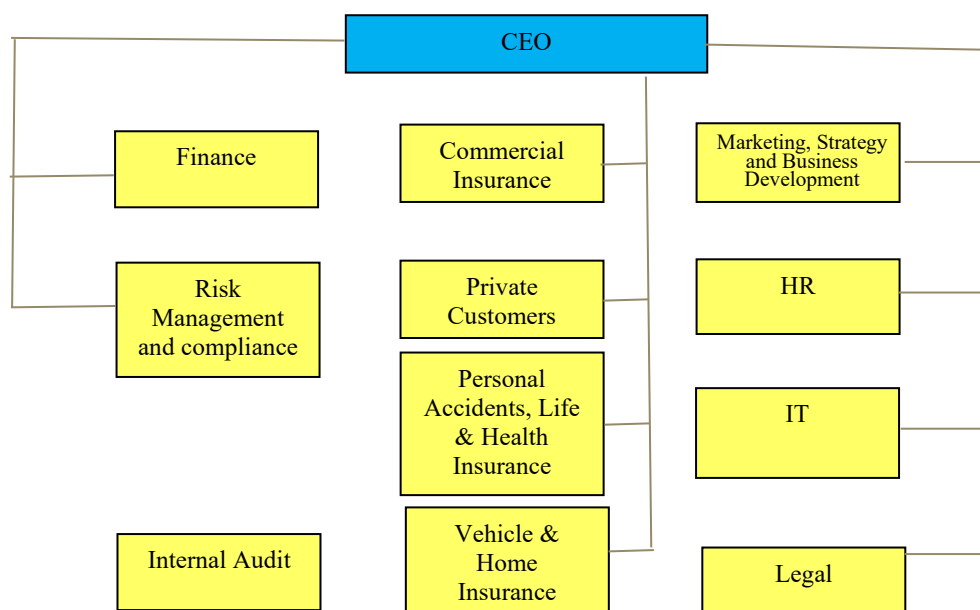 CEO
Finance
Commercial
Insurance
Marketing, Strategy
and Business
Development
Risk
Management
and compliance
Private
Customers
HR
Personal
Accidents, Life
& Health
Insurance
IT
Internal Audit
Vehicle &
Home
Insurance
Legal